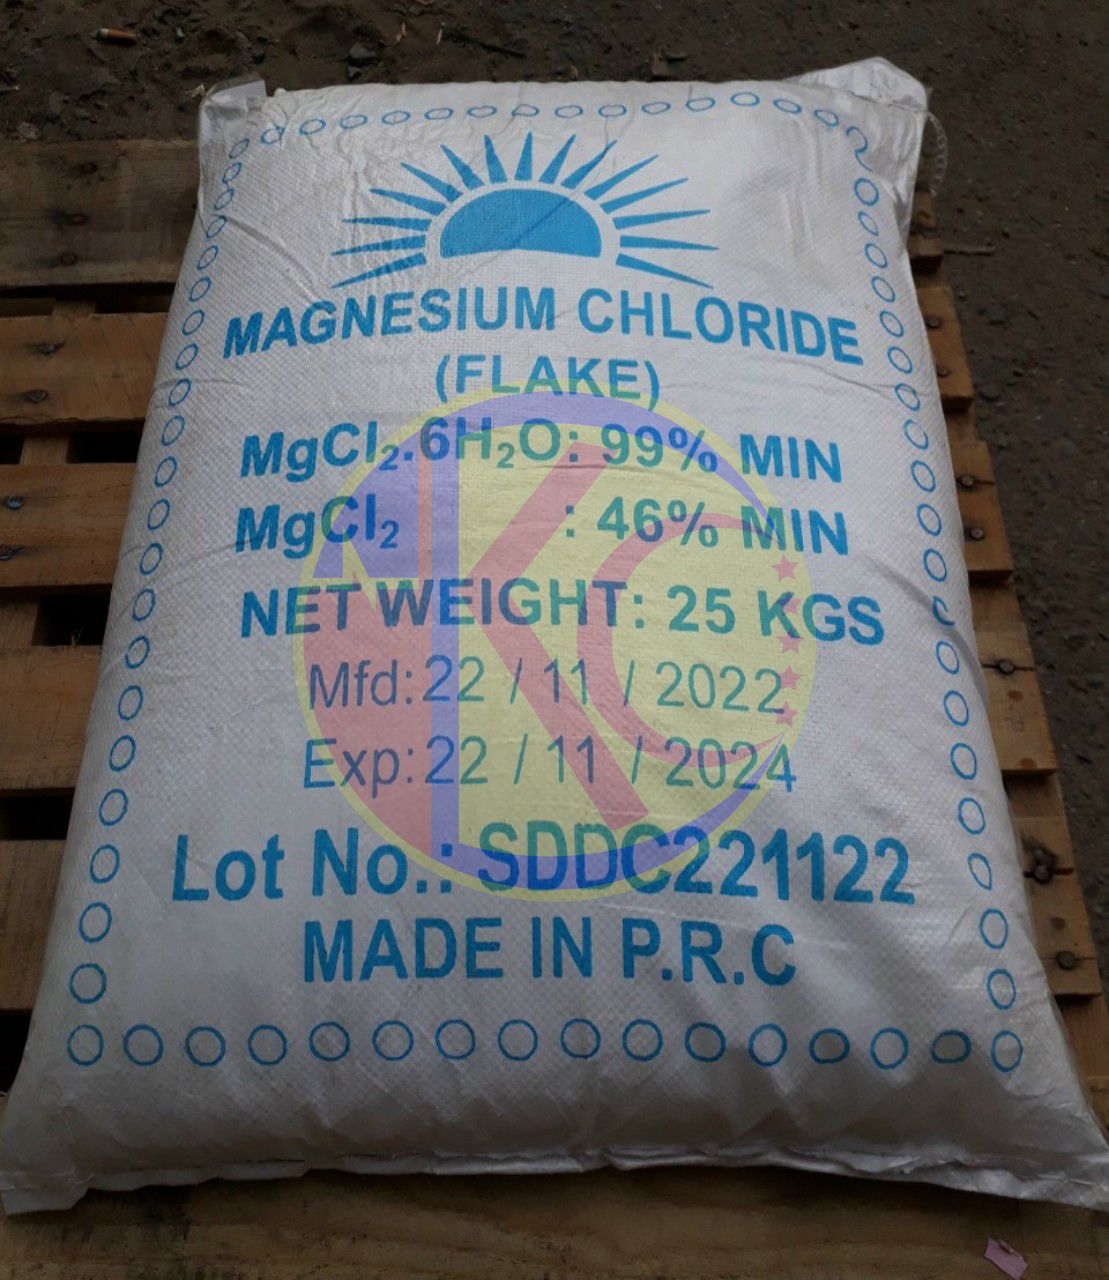 MAGNESIUM CHLORIDE
(FLAKE)
MgCl₂.6H₂O: 99% MIN
MgCl₂ : 46% MIN
NET WEIGHT: 25 KGS
Mfd: 22 / 11 / 2022
Exp: 22 / 11 / 2024
Lot No.: SDDC221122
MADE IN P.R.C
KC